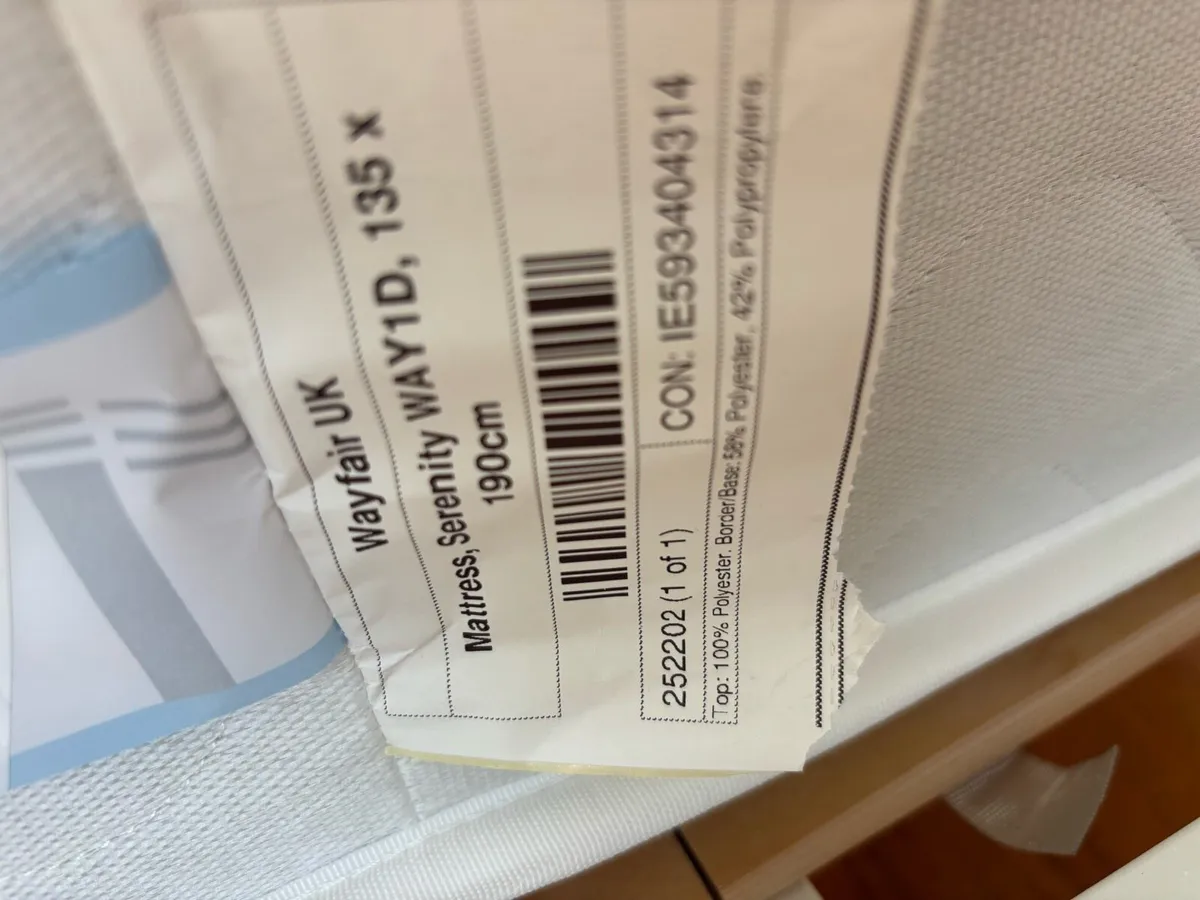 Wayfair UK
Mattress, Serenity WAY1D, 135 x
190cm
252202 (1 of 1)
CON: IE593404314
Top: 100% Polyester. Border/Base: 58% Polyester, 42% Polypropylene